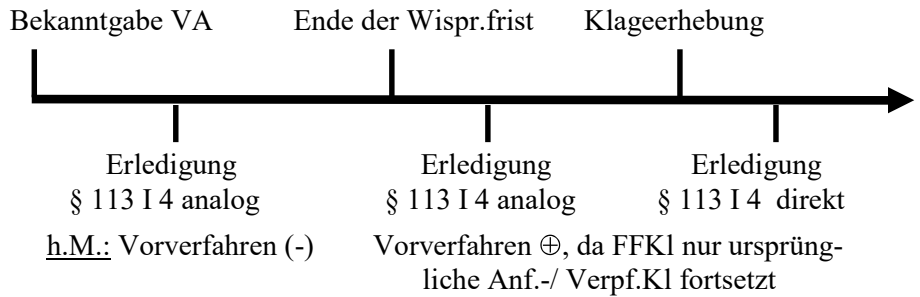 Bekanntgabe VA Ende der Wispr.frist Klageerhebung
Erledigung Erledigung Erledigung
§ 113 I 4 analog § 113 I 4 analog § 113 I 4 direkt
h.M.: Vorverfahren (-) Vorverfahren ⊕, da FFKl nur ursprüng-
liche Anf.-/ Verpf.Kl fortsetzt